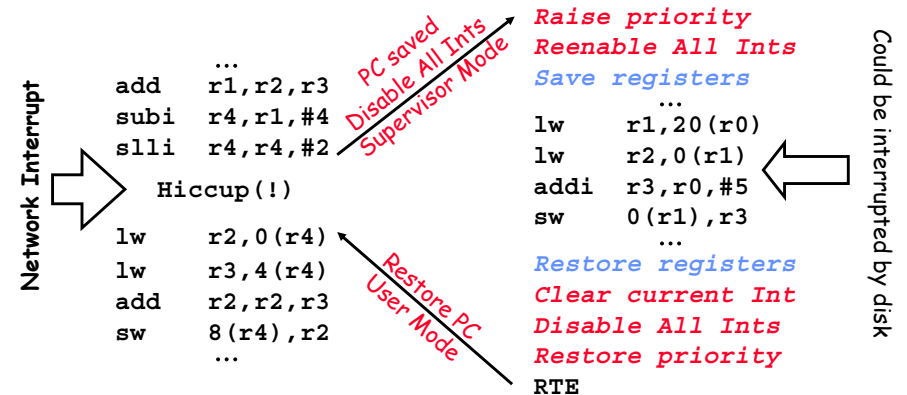 Network Interrupt
…
add r1,r2,r3
subi r4,r1,#4
slli r4,r4,#2
Hiccup(!)
lw r2,0(r4)
lw r3,4(r4)
add r2,r2,r3
sw 8(r4),r2
…
PC saved
Disable All Ints
Supervisor Mode
Raise priority
Reenable All Ints
Save registers
…
lw r1,20(r0)
lw r2,0(r1)
addi r3,r0,#5
sw 0(r1),r3
…
Restore registers
Clear current Int
Disable All Ints
Restore priority
RTE
Restore PC
User Mode
Could be interrupted by disk